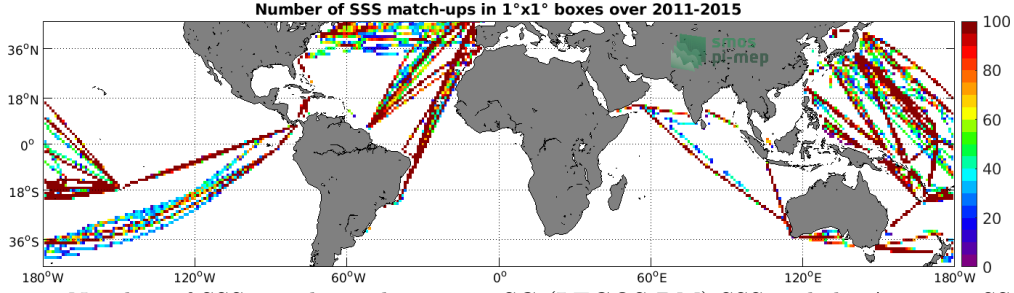 Number of SSS match-ups in 1°x1° boxes over 2011-2015
smos
pi-mep
36°N
18°N
0°
18°S
36°S
180°W
120°W
60°W
0°
60°E
120°E
180°W
100
80
60
40
20
0